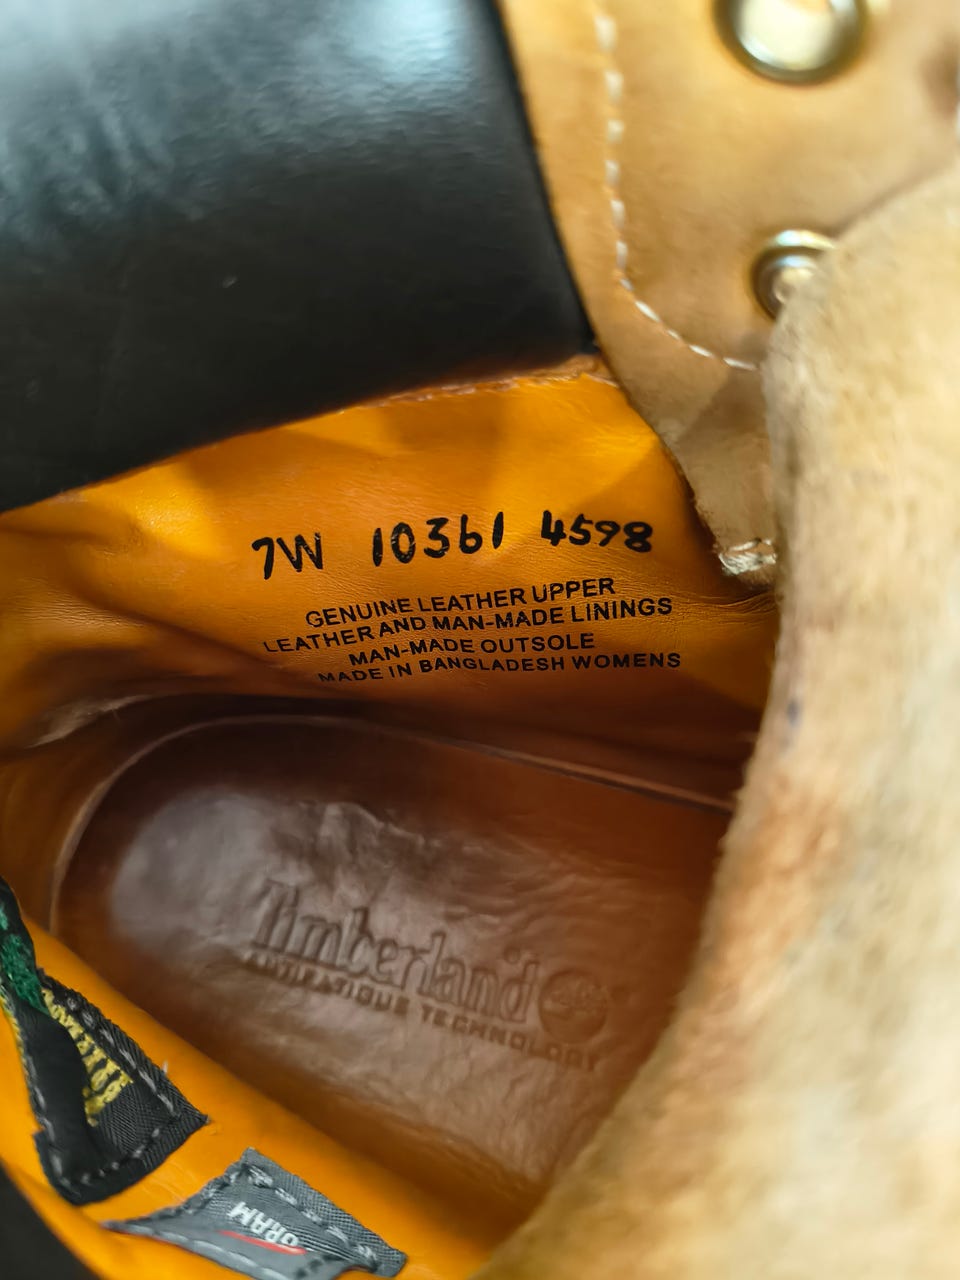 7W 10361 4598
GENUINE LEATHER UPPER
LEATHER AND MAN-MADE LININGS
MAN-MADE OUTSOLE
MADE IN BANGLADESH WOMENS
Timberland
ANTIFATIGUE TECHNOLOGY